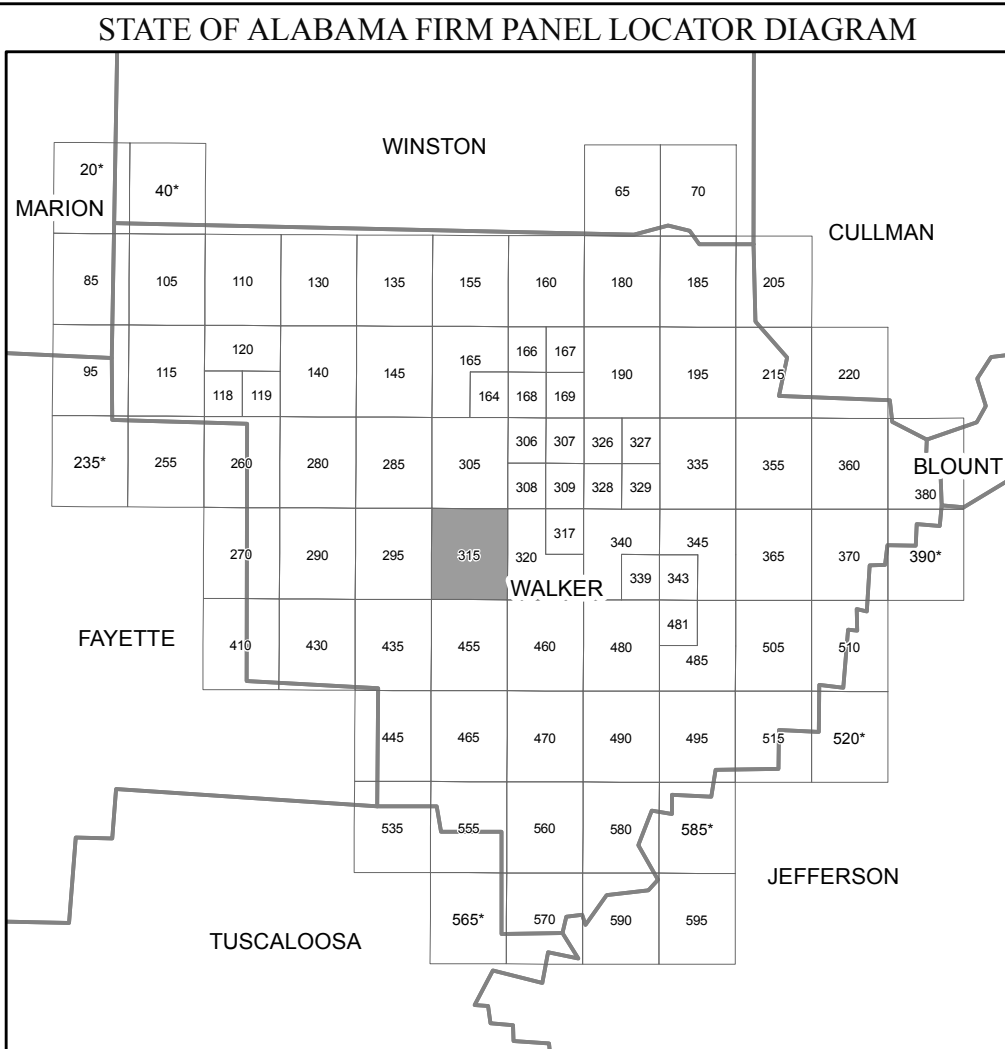 STATE OF ALABAMA FIRM PANEL LOCATOR DIAGRAM
WINSTON
20*
40*
65 70
MARION
CULLMAN
85 105 110 130 135 155 160 180 185 205
120 165 166 167
95 115 140 145 190 195 215 220
118 119 164 168 169
306 307 326 327
235* 255 260 280 285 305 335 355 360 BLOUNT
308 309 328 329 380
317
270 290 295 315 320 340 345 365 370 390*
339 343
WALKER
481
FAYETTE 410 430 435 455 460 480 505 510
485
445 465 470 490 495 515 520*
535 555 560 580 585*
JEFFERSON
565* 570 590 595
TUSCALOOSA